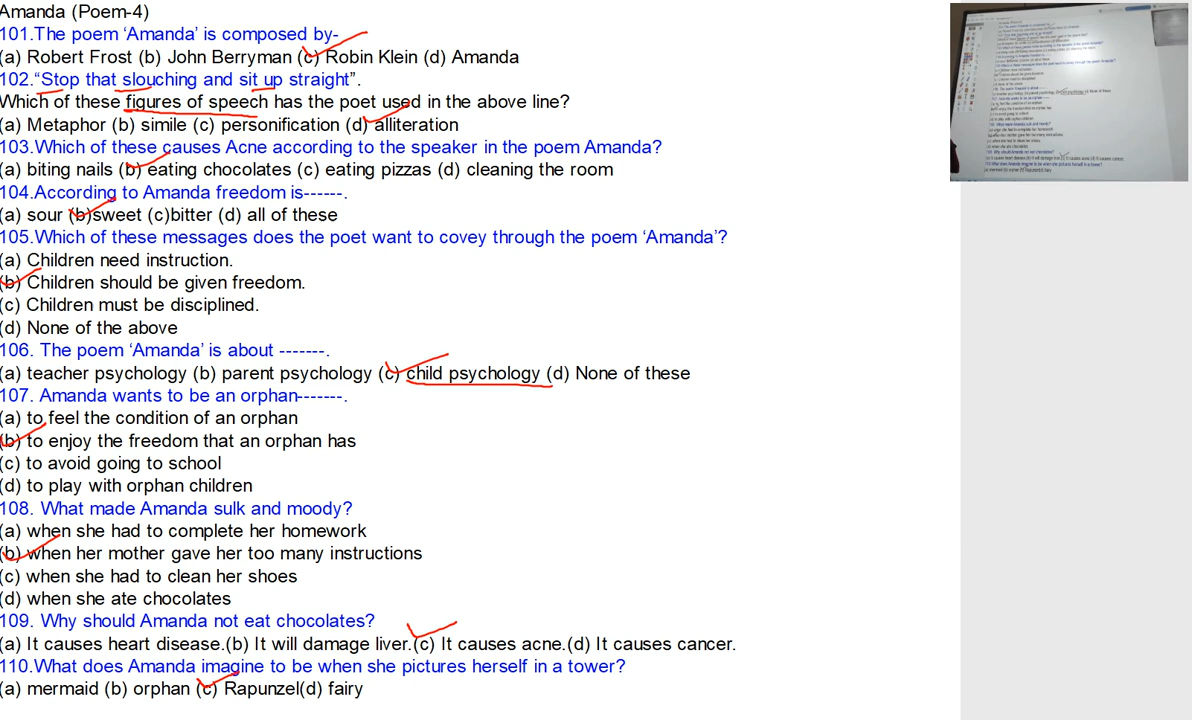 Amanda (Poem-4)
101.The poem ‘Amanda’ is composed by-
(a) Robert Frost (b) John Berryman (c) Robin Klein (d) Amanda
102.“Stop that slouching and sit up straight”.
Which of these figures of speech has the poet used in the above line?
(a) Metaphor (b) simile (c) personification (d) alliteration
103.Which of these causes Acne according to the speaker in the poem Amanda?
(a) biting nails (b) eating chocolates (c) eating pizzas (d) cleaning the room
104.According to Amanda freedom is------.
(a) sour (b)sweet (c)bitter (d) all of these
105.Which of these messages does the poet want to covey through the poem ‘Amanda’?
(a) Children need instruction.
(b) Children should be given freedom.
(c) Children must be disciplined.
(d) None of the above
106. The poem ‘Amanda’ is about -------.
(a) teacher psychology (b) parent psychology (c) child psychology (d) None of these
107. Amanda wants to be an orphan-------.
(a) to feel the condition of an orphan
(b) to enjoy the freedom that an orphan has
(c) to avoid going to school
(d) to play with orphan children
108. What made Amanda sulk and moody?
(a) when she had to complete her homework
(b) when her mother gave her too many instructions
(c) when she had to clean her shoes
(d) when she ate chocolates
109. Why should Amanda not eat chocolates?
(a) It causes heart disease.(b) It will damage liver.(c) It causes acne.(d) It causes cancer.
110.What does Amanda imagine to be when she pictures herself in a tower?
(a) mermaid (b) orphan (c) Rapunzel(d) fairy